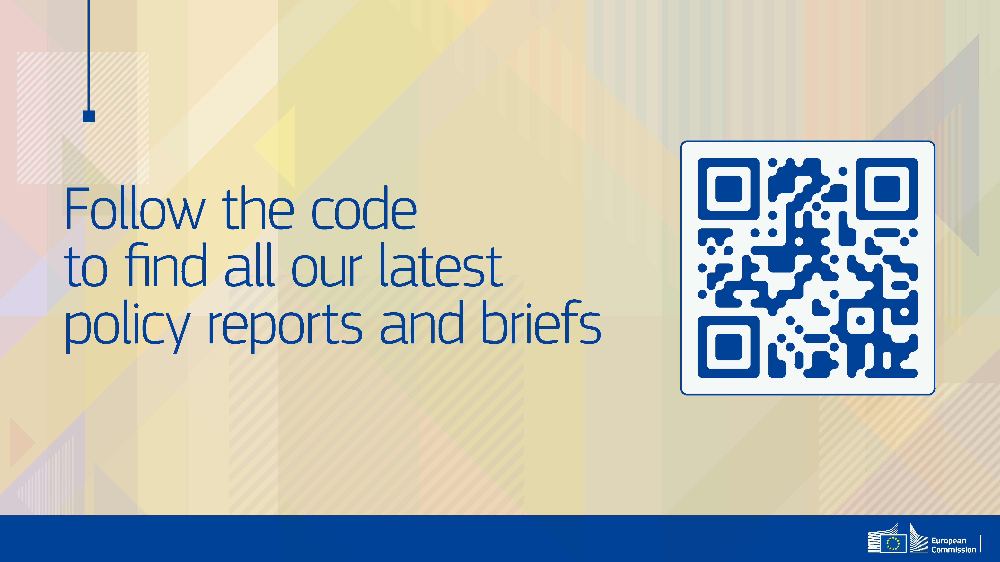 Follow the code
to find all our latest
policy reports and briefs
European
Commission